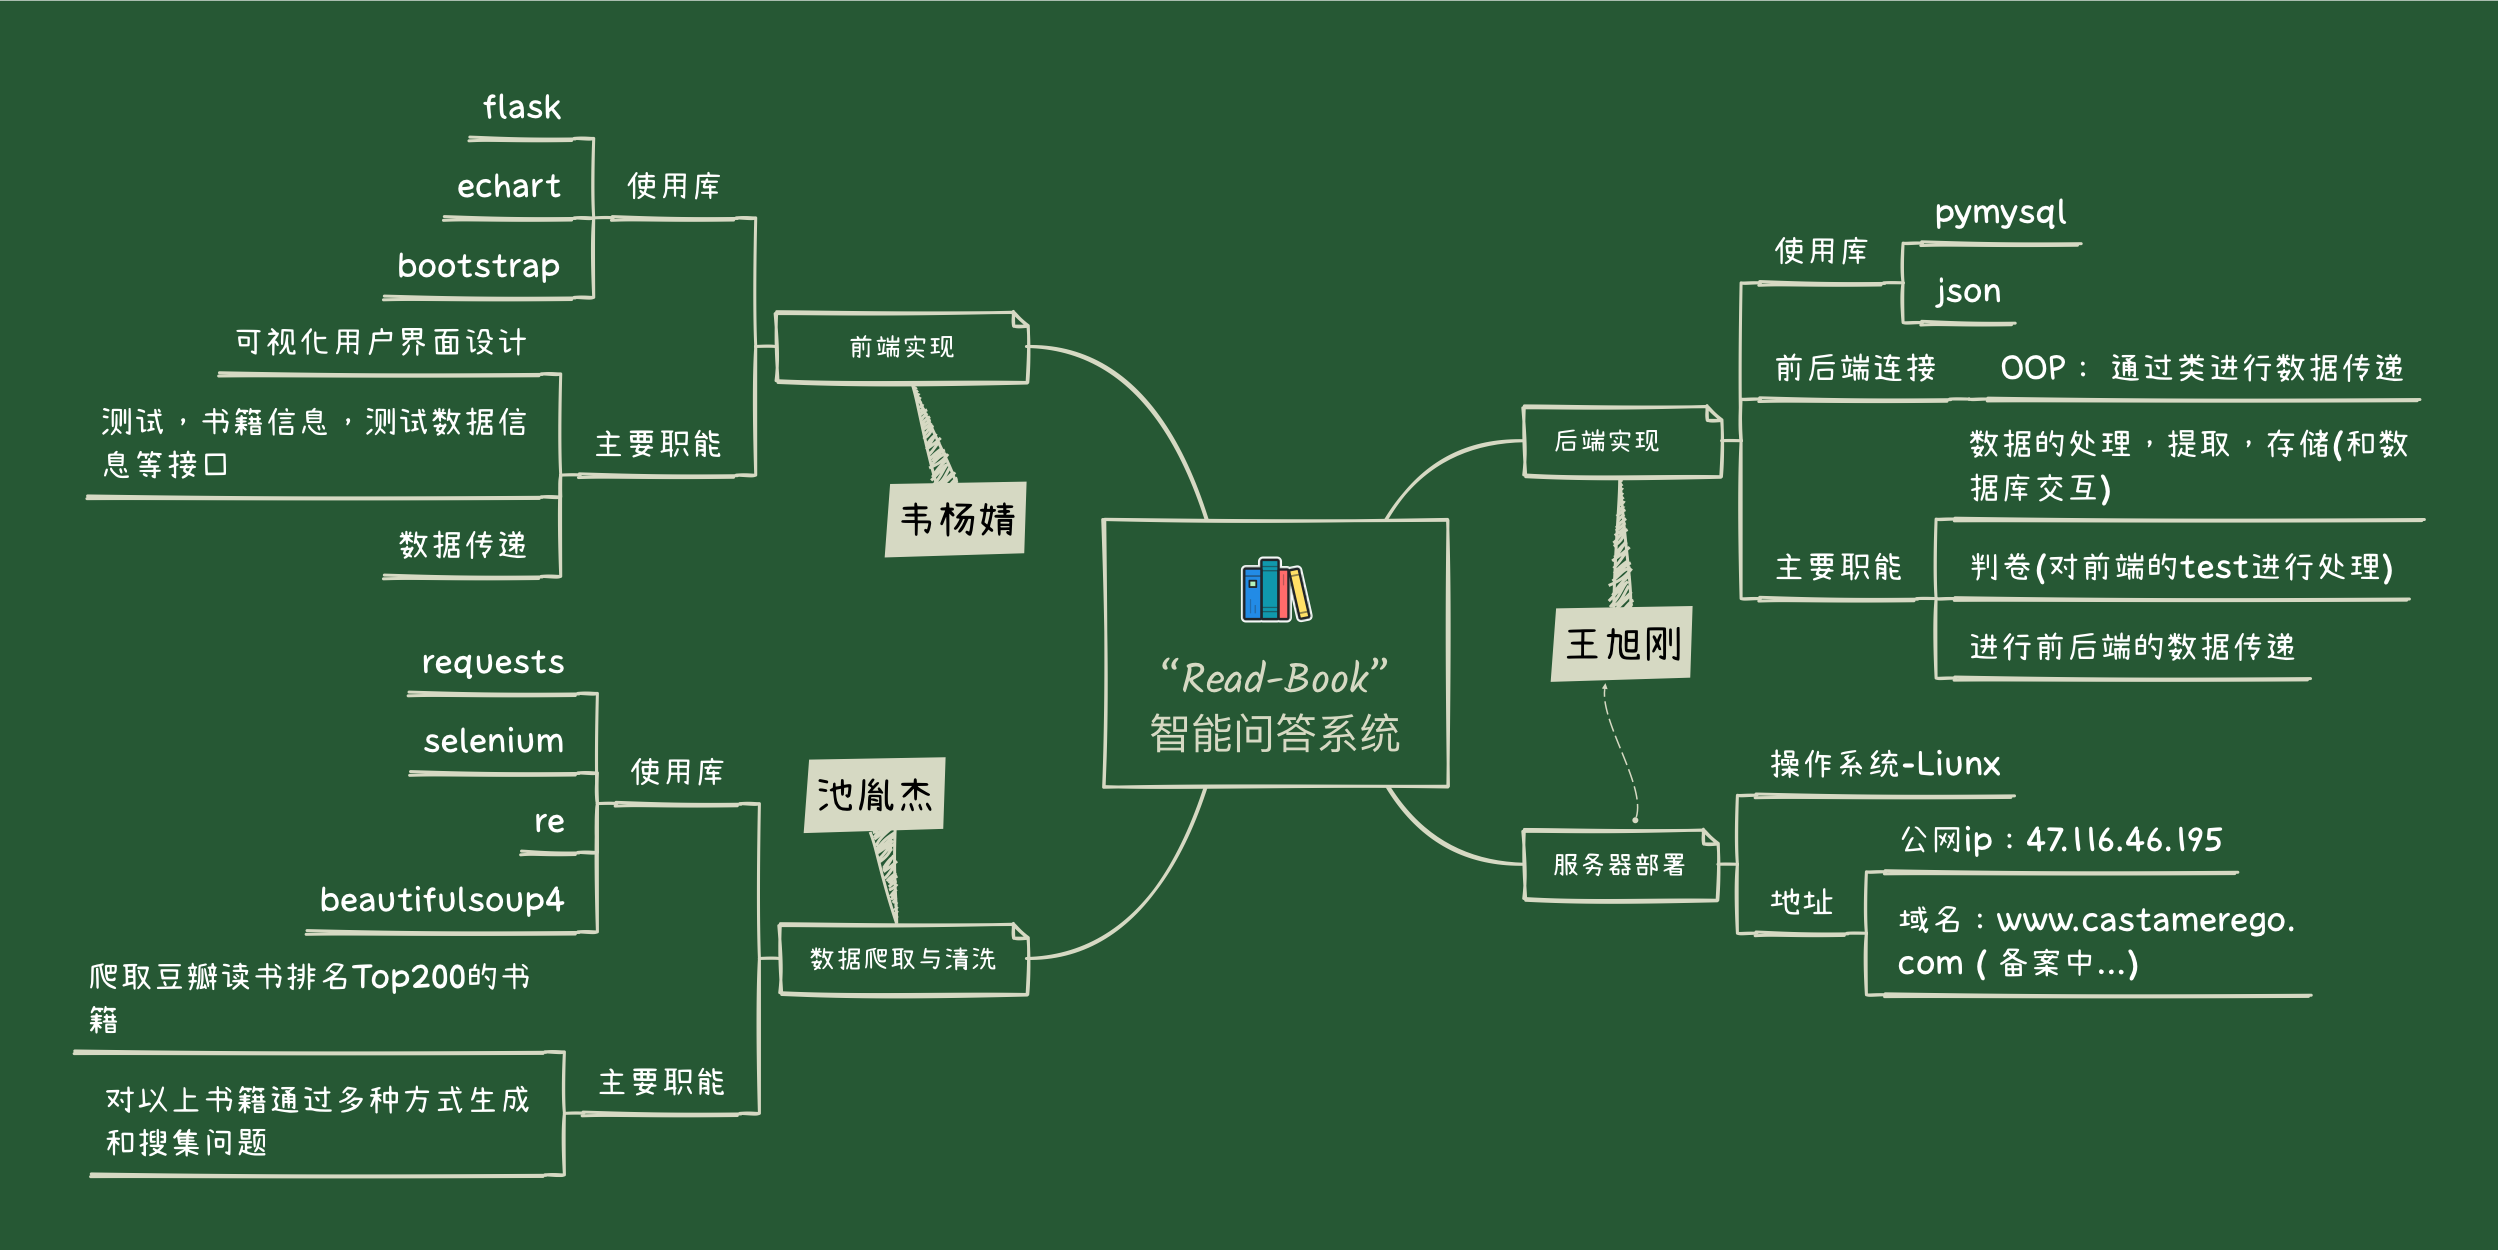 “Read-Book”
智能问答系统
前端实现
韦杨婧
使用库
flask
echart
bootstrap
主要职能
可视化用户界面设计
测试，书籍信息，测试数据信
息等接口
数据传递
数据爬取与清洗
池胤杰
使用库
requests
selenium
re
beautifulsoup4
主要职能
爬取豆瓣读书排名Top200的书
籍
对以上书籍通过多种方式生成
和搜集问题
后端实现
王旭刚
使用库
pymysql
json
前后端连接
OOP：通过类进行数据传递
主要职能
数据的处理，提取，存储(和数
据库交互)
判卷(对前端的test进行处理)
进行前后端的数据传递
服务器部署
操作系统-Liunx
地址
公网ip：47.116.46.195
域名：www.castamerego.
com（备案中...）